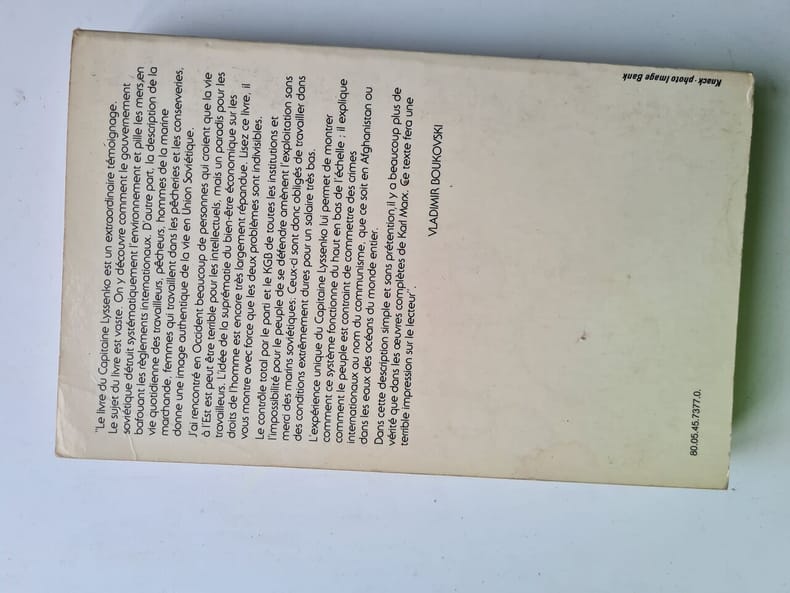 "Le livre du Capitaine Lyssenko est un extraordinaire témoignage.
Le sujet du livre est vaste. On y découvre comment le gouvernement
soviétique détruit systématiquement l'environnement et pille les mers,en
bafouant les règlements internationaux. D'autre part, la description de la
vie quotidienne des travailleurs, pêcheurs, hommes de la marine
marchande, femmes qui travaillent dans les pêcheries et les conserveries,
donne une image authentique de la vie en Union Soviétique.
J'ai rencontré en Occident beaucoup de personnes qui croient que la vie
à l'Est est peut être terrible pour les intellectuels, mais un paradis pour les
travailleurs. L'idée de la suprématie du bien-être économique sur les
droits de l'homme est encore très largement répandue. Lisez ce livre, il
vous montre avec force que les deux problèmes sont indivisibles.
Le contrôle total par le parti et le KGB de toutes les institutions et
l'impossibilité pour le peuple de se défendre amènent l'exploitation sans
merci des marins soviétiques. Ceux-ci sont donc obligés de travailler dans
des conditions extrêmement dures pour un salaire très bas.
L'expérience unique du Capitaine Lyssenko lui permet de montrer
comment ce système fonctionne du haut en bas de l'échelle ; il explique
comment le peuple est contraint de commettre des crimes
internationaux au nom du communisme, que ce soit en Afghanistan ou
dans les eaux des océans du monde entier.
Dans cette description simple et sans prétention,il y a beaucoup plus de
vérité que dans les œuvres complètes de Karl Marx. Ce texte fera une
terrible impression sur le lecteur".
VLADIMIR BOUKOVSKI
80.05.45.7377.0.
Knack - photo Image Bank